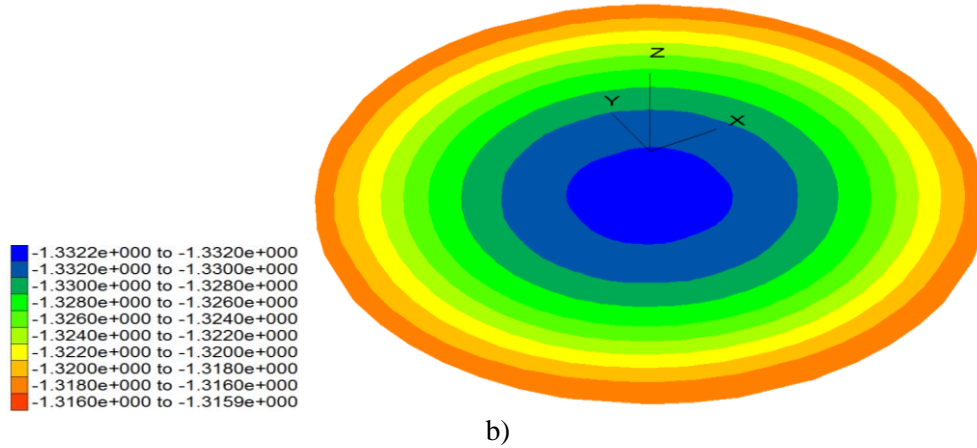 Z
Y
X
-1.3322e+000 to -1.3320e+000
-1.3320e+000 to -1.3300e+000
-1.3300e+000 to -1.3280e+000
-1.3280e+000 to -1.3260e+000
-1.3260e+000 to -1.3240e+000
-1.3240e+000 to -1.3220e+000
-1.3220e+000 to -1.3200e+000
-1.3200e+000 to -1.3180e+000
-1.3180e+000 to -1.3160e+000
-1.3160e+000 to -1.3159e+000
b)